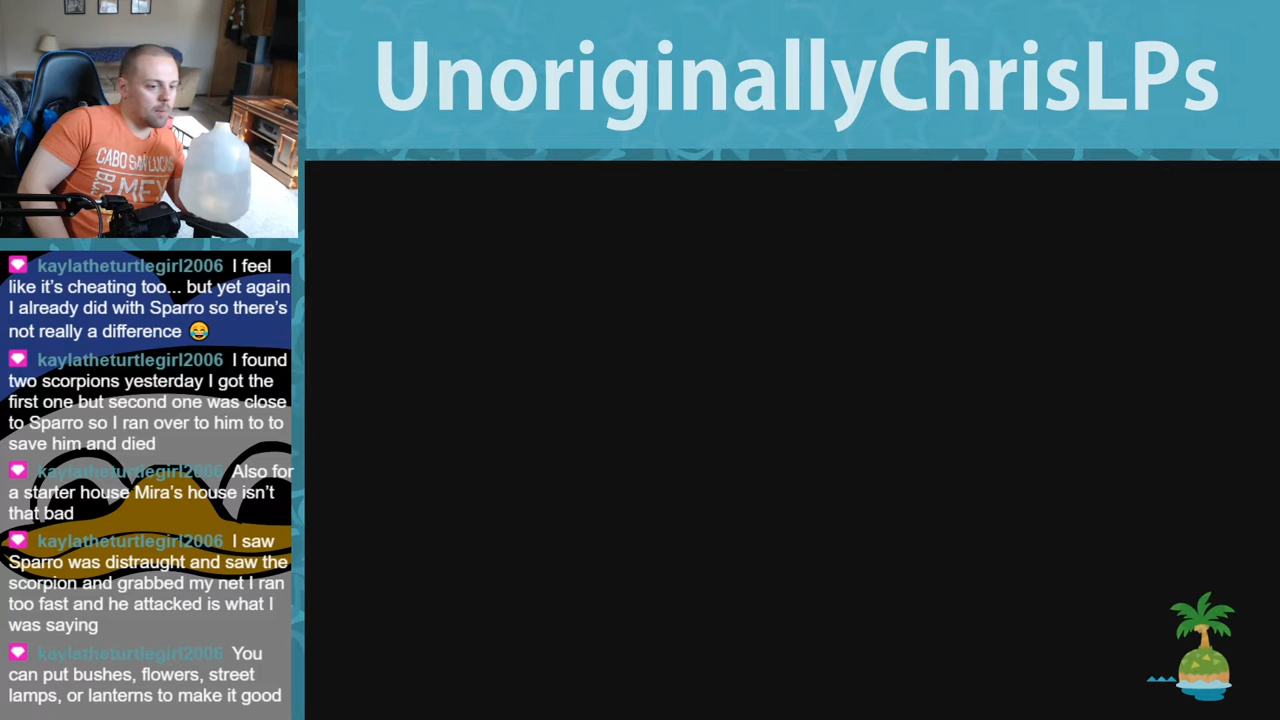 UnoriginallyChrisLPs
CABO SAN LUCAS
kaylatheturtlegirl2006 I feel
like it's cheating too... but yet again
I already did with Sparro so there's
not really a difference 😂
kaylatheturtlegirl2006 I found
two scorpions yesterday I got the
first one but second one was close
to Sparro so I ran over to him to to
save him and died
kaylatheturtlegirl2006 Also for
a starter house Mira's house isn't
that bad
kaylatheturtlegirl2006 I saw
Sparro was distraught and saw the
scorpion and grabbed my net I ran
too fast and he attacked is what I
was saying
kaylatheturtlegirl2006 You
can put bushes, flowers, street
lamps, or lanterns to make it good